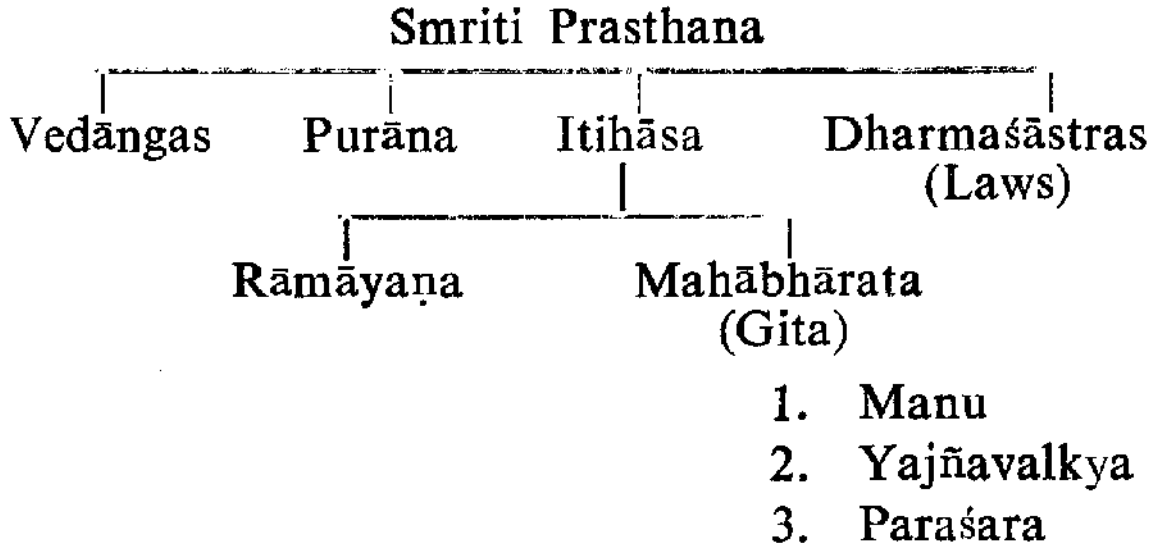 Smriti Prasthana
Vedāngas Purāna Itihāsa Dharmaśāstras
(Laws)
Rāmāyaṇa Mahābhārata
(Gita)
1. Manu
2. Yajñavalkya
3. Paraśara